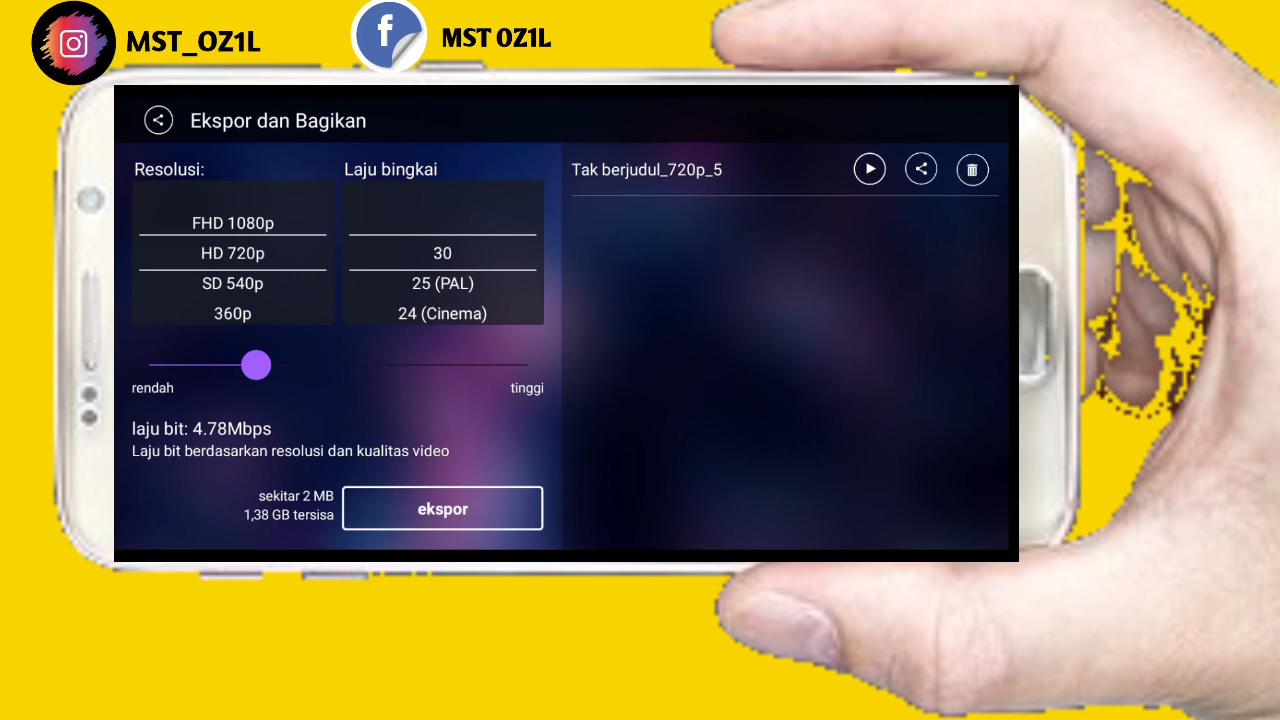 MST_OZ1L
MST OZ1L
Ekspor dan Bagikan
Resolusi:
Laju bingkai
FHD 1080p
HD 720p
SD 540p
360p
30
25 (PAL)
24 (Cinema)
rendah
tinggi
laju bit: 4.78Mbps
Laju bit berdasarkan resolusi dan kualitas video
sekitar 2 MB
1,38 GB tersisa
ekspor
Tak berjudul_720p_5